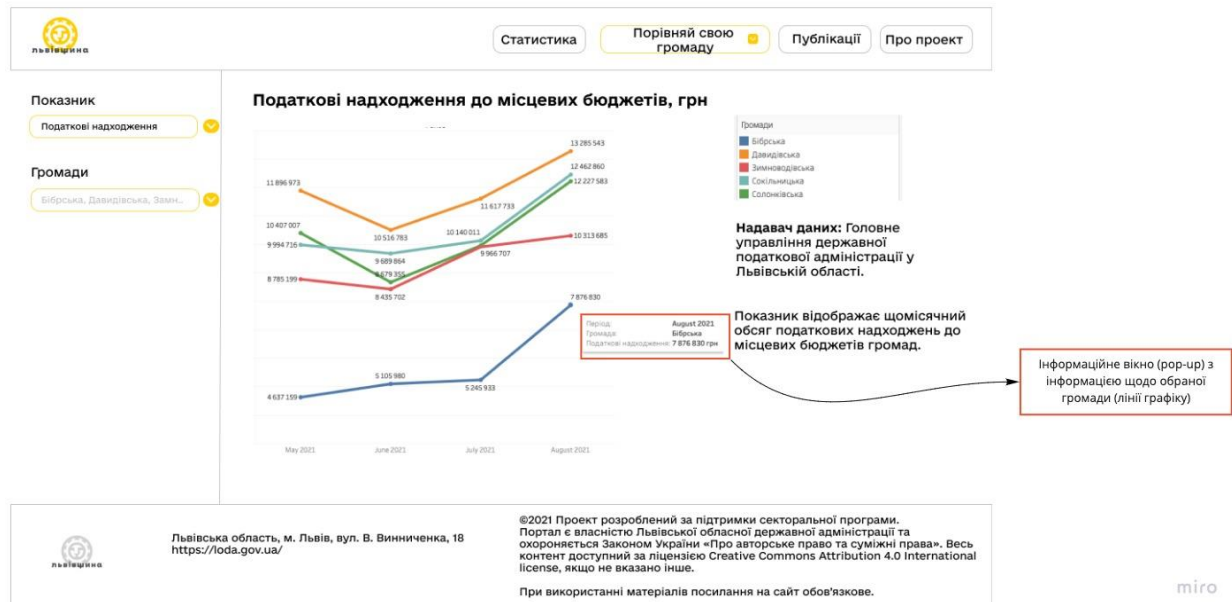 львівщина
Статистика
Порівняй свою
громаду
Публікації
Про проект
Показник
Податкові надходження
Громади
Бібрська, Давидівська, Замн...
Податкові надходження до місцевих бюджетів, грн
13 285 543
12 462 860
12 227 583
11 896 973
11 617 733
10 407 007
10 516 783
10 140 011
10 313 685
9 994 716
9 689 864
9 966 707
8 679 355
8 785 199
8 435 702
7 876 830
5 105 980
5 245 933
4 637 159
May 2021
June 2021
July 2021
August 2021
Період: August 2021
Громада: Бібрська
Податкові надходження: 7 876 830 грн
Громади
Бібрська
Давидівська
Зимноводівська
Сокільницька
Солонківська
Надавач даних: Головне
управління державної
податкової адміністрації у
Львівській області.
Показник відображає щомісячний
обсяг податкових надходжень до
місцевих бюджетів громад.
Інформаційне вікно (pop-up) з
інформацією щодо обраної
громади (лінії графіку)
львівщина
Львівська область, м. Львів, вул. В. Винниченка, 18
https://loda.gov.ua/
©2021 Проект розроблений за підтримки секторальної програми.
Портал є власністю Львівської обласної державної адміністрації та
охороняється Законом України «Про авторське право та суміжні права». Весь
контент доступний за ліцензією Creative Commons Attribution 4.0 International
license, якщо не вказано інше.
При використанні матеріалів посилання на сайт обов'язкове.
miro